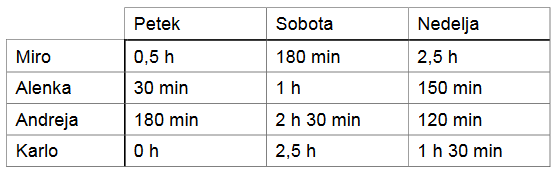 Petek Sobota Nedelja
Miro 0,5 h 180 min 2,5 h
Alenka 30 min 1 h 150 min
Andreja 180 min 2 h 30 min 120 min
Karlo 0 h 2,5 h 1 h 30 min